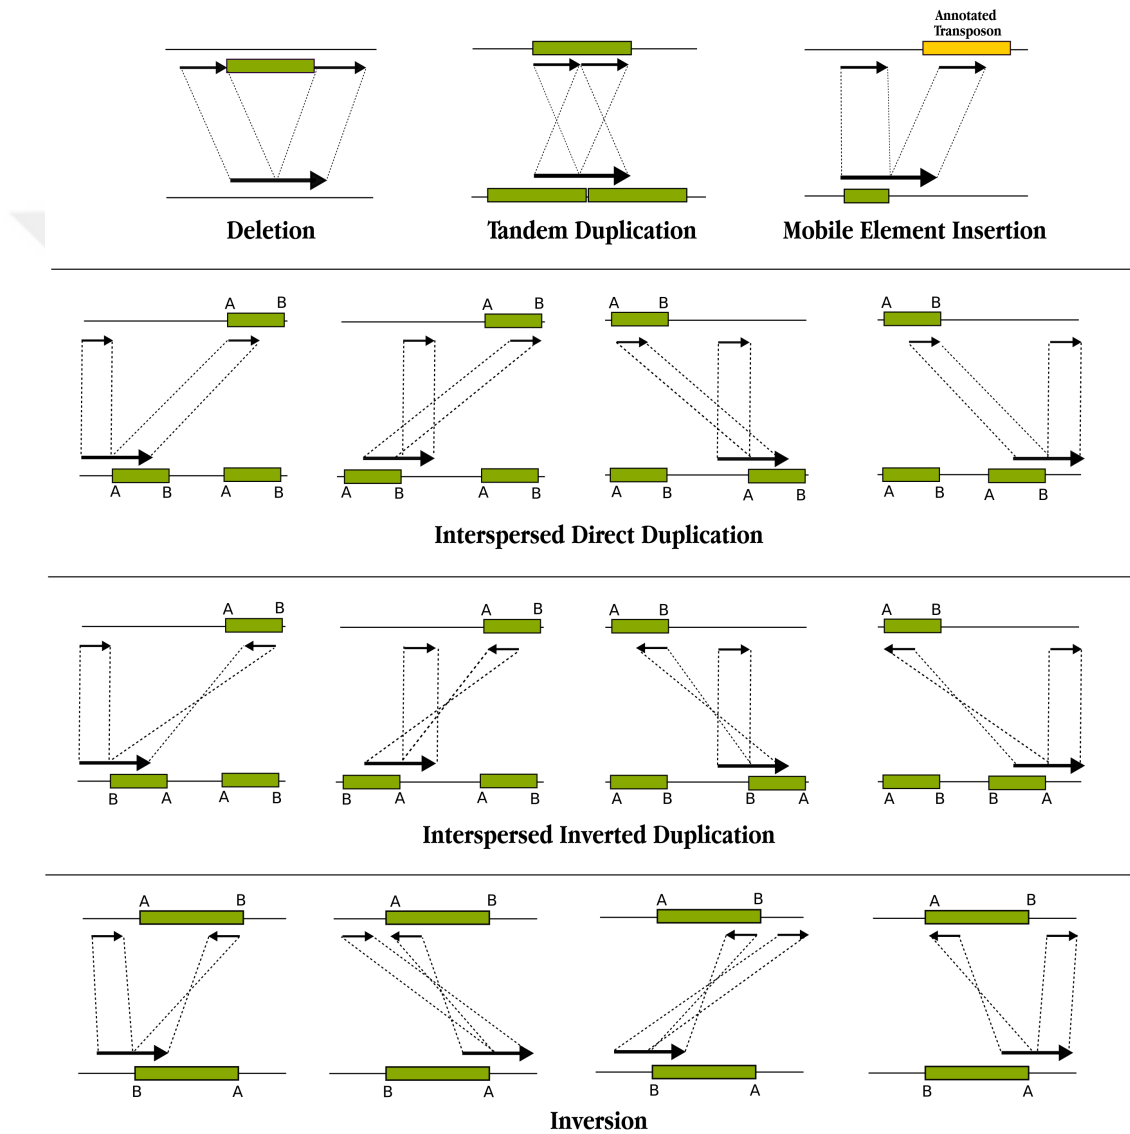 Annotated
Transposon
Deletion
Tandem Duplication
Mobile Element Insertion
A B A B A B A B
A B A B A B A B A B A B A B A B
Interspersed Direct Duplication
A B A B A B A B
B A A B B A A B A B B A A B B A
Interspersed Inverted Duplication
A B A B A B A B
B A B A B A B A
Inversion